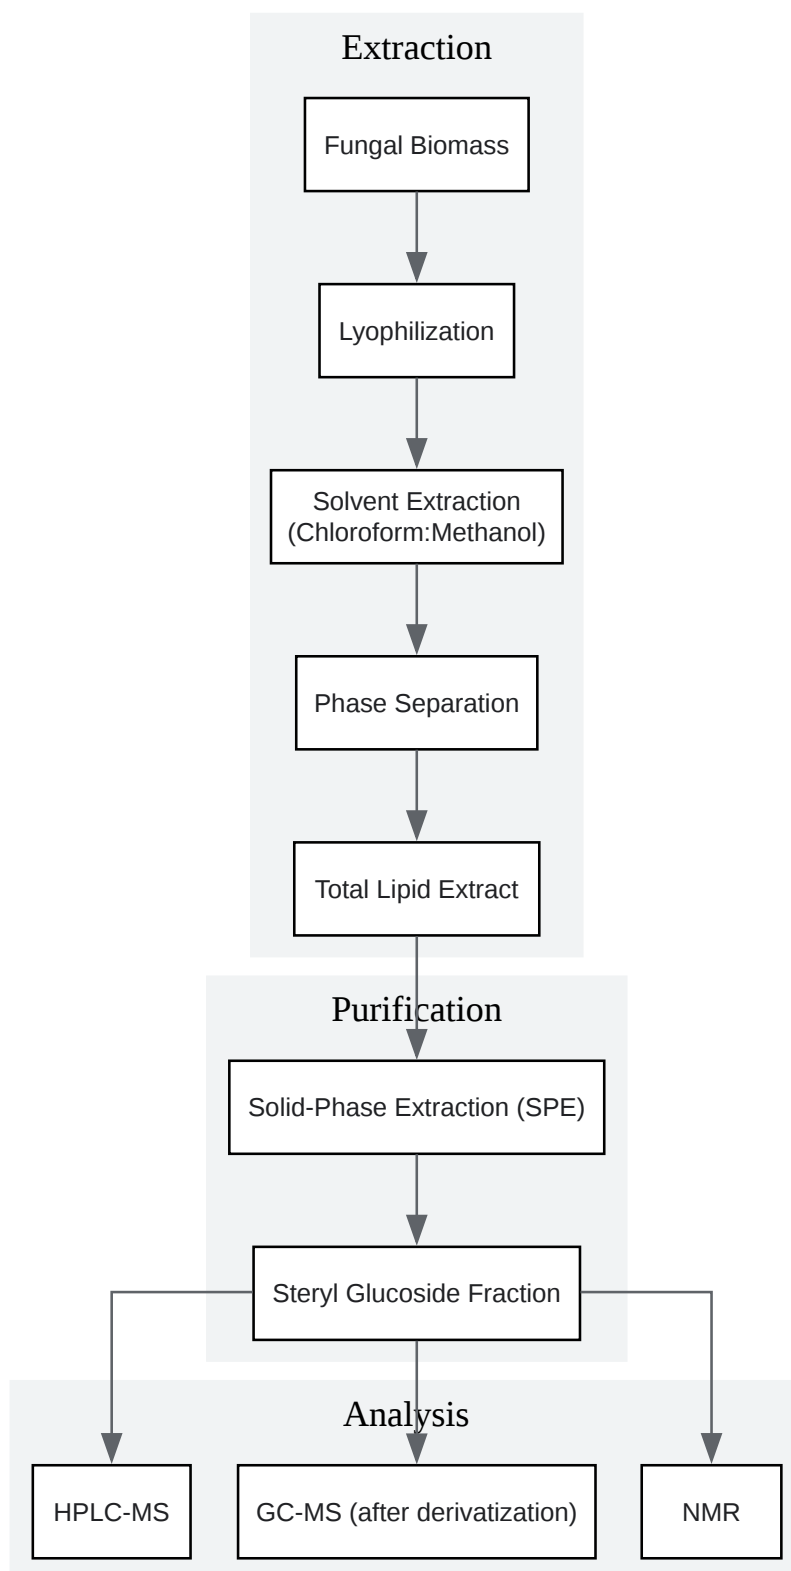 Extraction
Fungal Biomass
Lyophilization
Solvent Extraction
(Chloroform:Methanol)
Phase Separation
Total Lipid Extract
Purification
Solid-Phase Extraction (SPE)
Steryl Glucoside Fraction
Analysis
HPLC-MS
GC-MS (after derivatization)
NMR